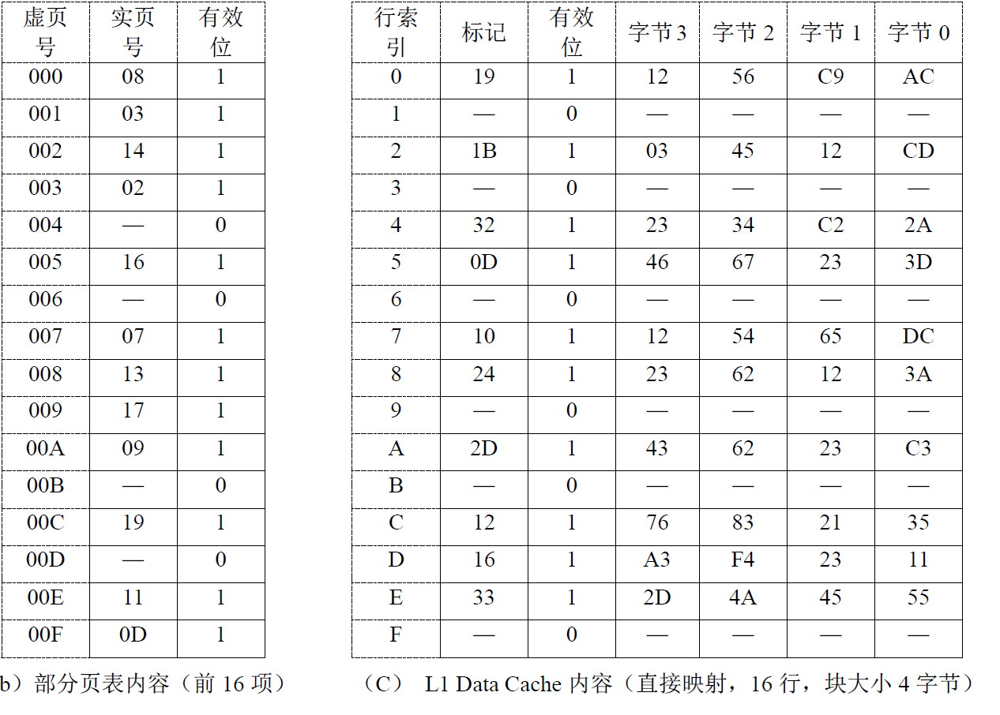 虚页号 实页号 有效位
000 08 1
001 03 1
002 14 1
003 02 1
004 — 0
005 16 1
006 — 0
007 07 1
008 13 1
009 17 1
00A 09 1
00B — 0
00C 19 1
00D — 0
00E 11 1
00F 0D 1
b）部分页表内容（前 16 项）
行索引 标记 有效位 字节3 字节 2 字节 1 字节 0
0 19 1 12 56 C9 AC
1 — 0 — — — —
2 1B 1 03 45 12 CD
3 — 0 — — — —
4 32 1 23 34 C2 2A
5 0D 1 46 67 23 3D
6 — 0 — — — —
7 10 1 12 54 65 DC
8 24 1 23 62 12 3A
9 — 0 — — — —
A 2D 1 43 62 23 C3
B — 0 — — — —
C 12 1 76 83 21 35
D 16 1 A3 F4 23 11
E 33 1 2D 4A 45 55
F — 0 — — — —
（C） L1 Data Cache 内容（直接映射，16 行，块大小 4 字节）